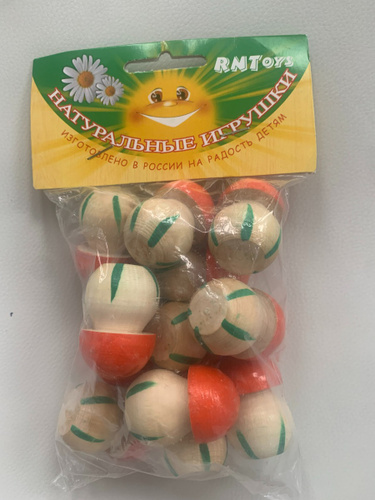 RNTOYS
НАТУРАЛЬНЫЕ ИГРУШКИ
ИЗГОТОВЛЕНО В РОССИИ НА РАДОСТЬ ДЕТЯМ